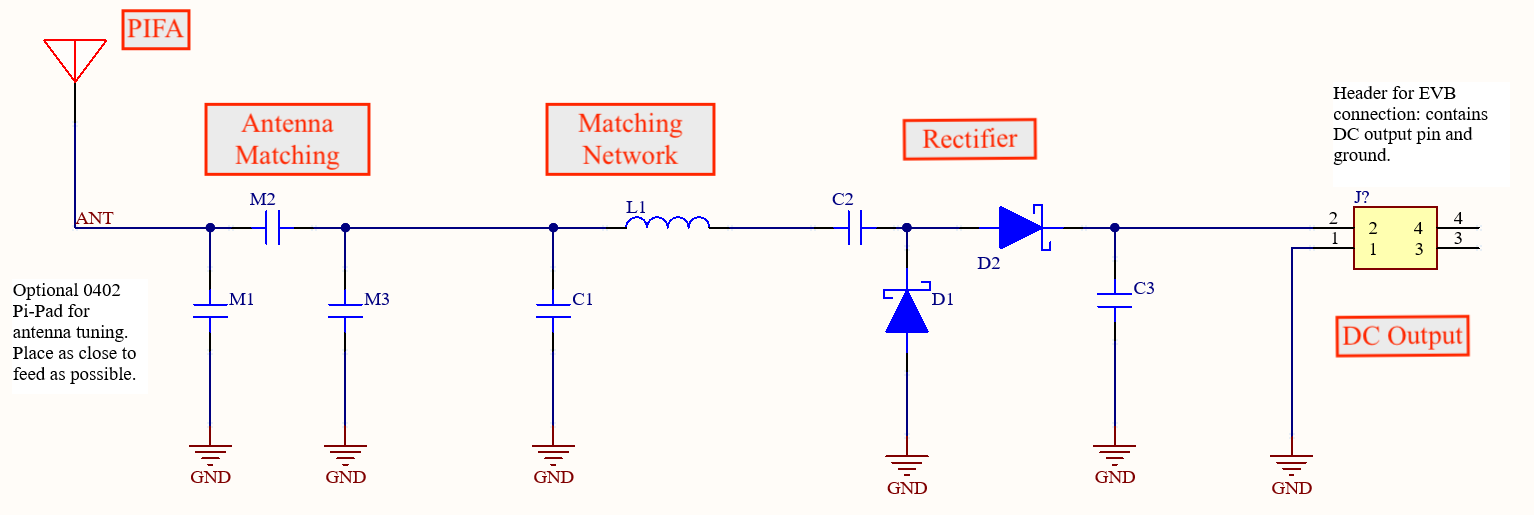 PIFA
Antenna
Matching
Matching
Network
Rectifier
Header for EVB
connection: contains
DC output pin and
ground.
ANT
M2
L1
C2
D2
J?
2
1
2 4
1 3
4
3
Optional 0402
Pi-Pad for
antenna tuning.
Place as close to
feed as possible.
M1
M3
C1
D1
C3
DC Output
GND
GND
GND
GND
GND
GND